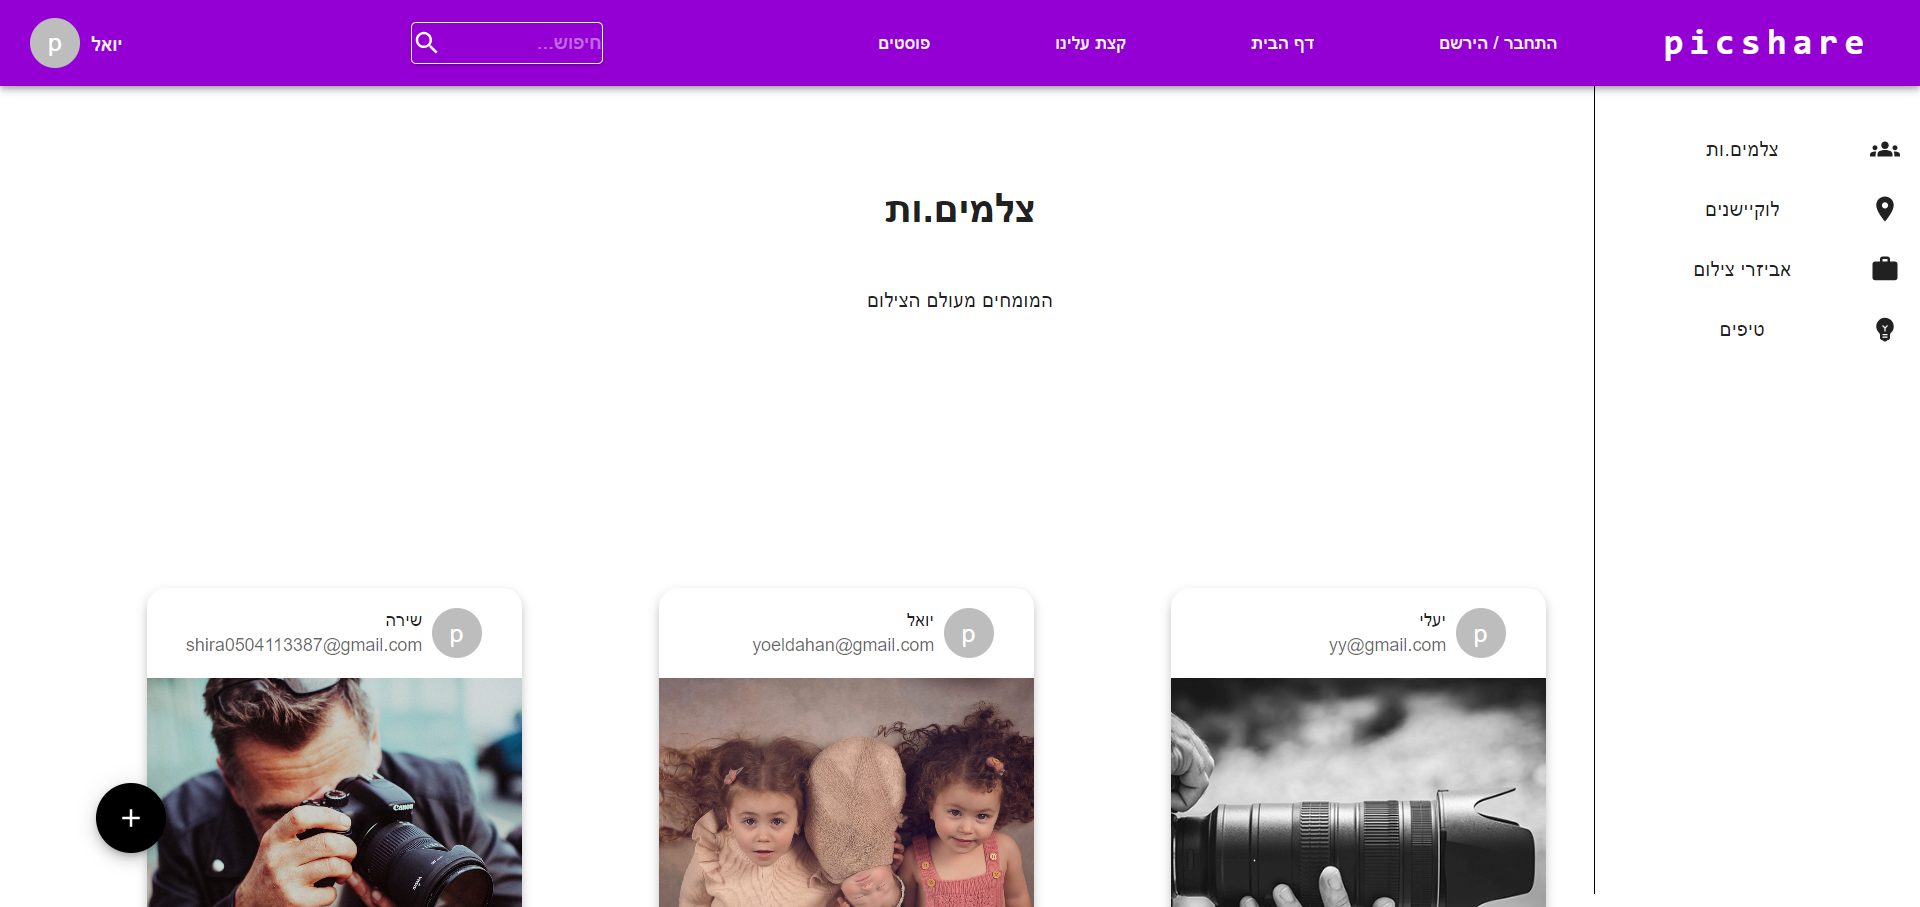 picshare
התחבר / הירשם
דף הבית
קצת עלינו
פוסטים
חיפוש...
יואל
p
צלמים.ות
לוקיישנים
אביזרי צילום
טיפים
צלמים.ות
המומחים מעולם הצילום
p
יעלי
yy@gmail.com
p
יואל
yoeldahan@gmail.com
p
שירה
shira0504113387@gmail.com
Canon
+